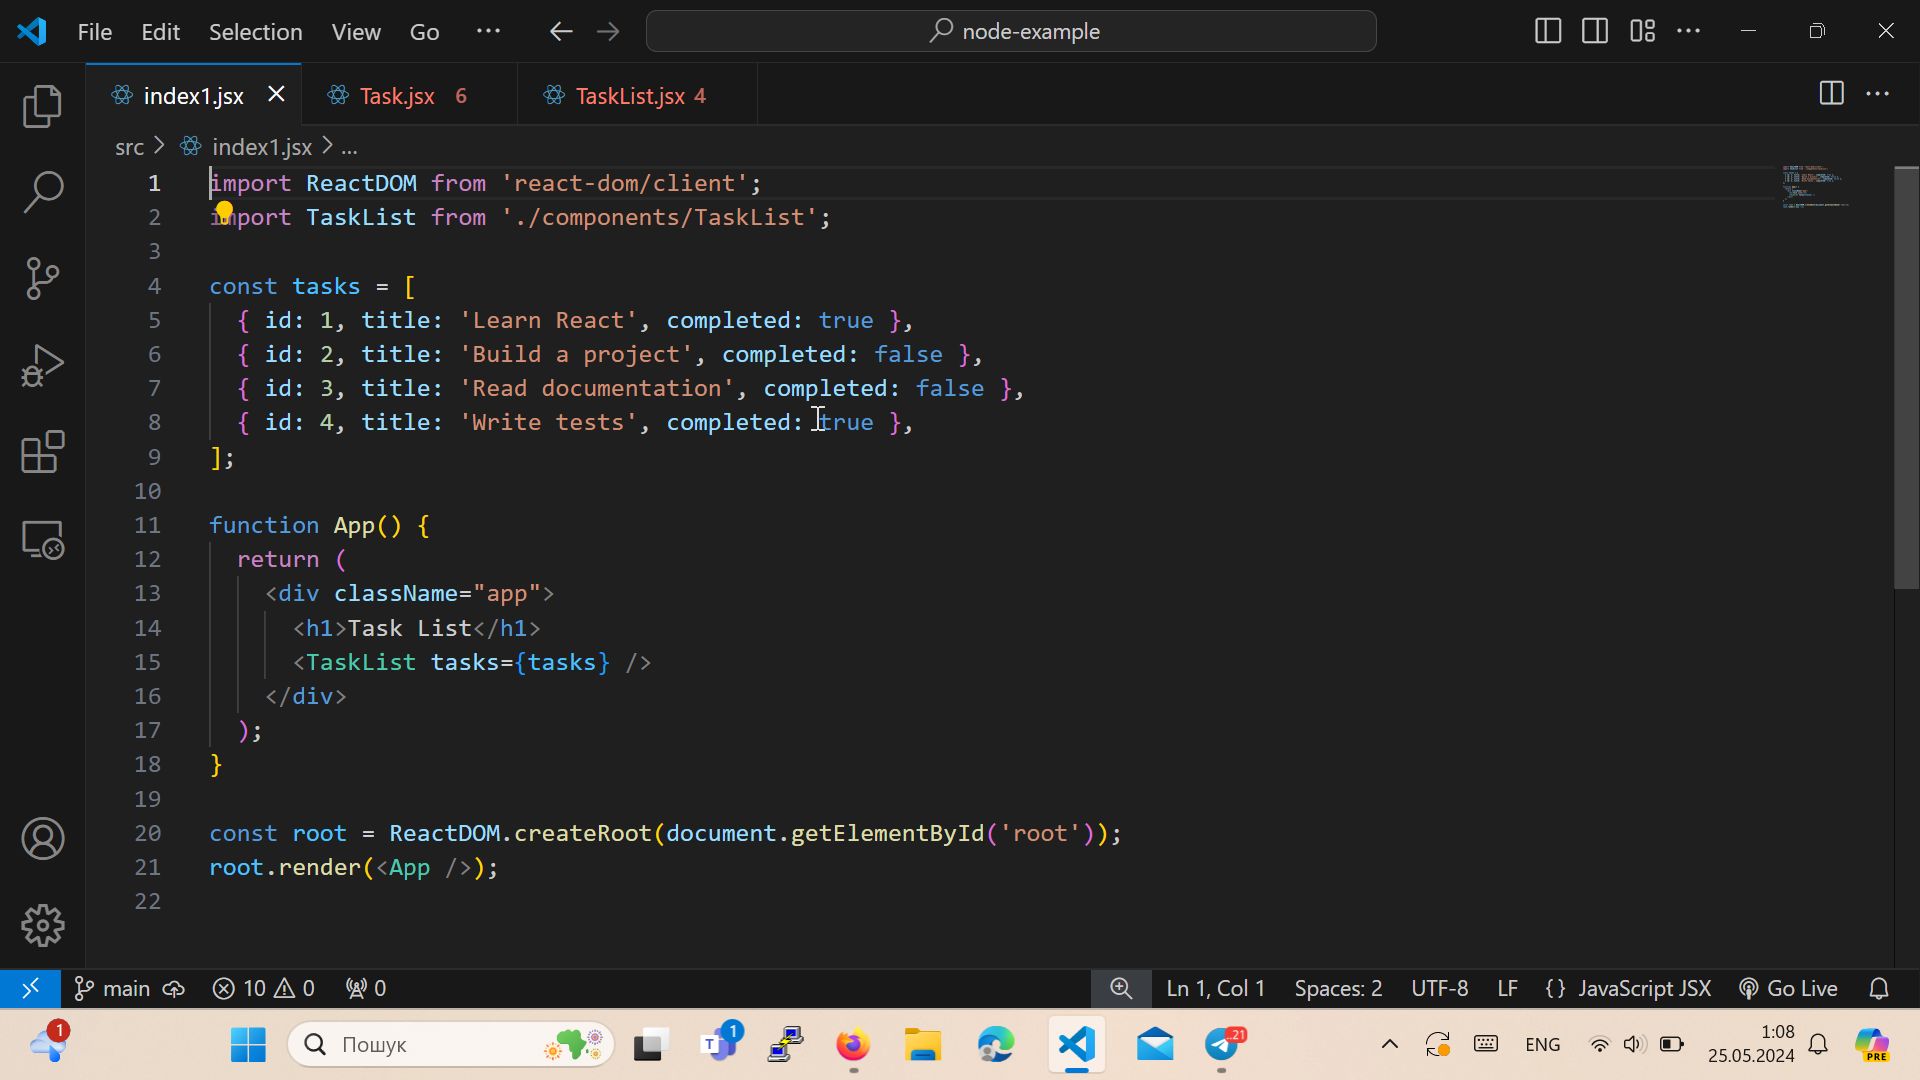 File Edit Selection View Go ··· node-example
index1.jsx Task.jsx 6 TaskList.jsx 4
src > index1.jsx > ...
1 import ReactDOM from 'react-dom/client';
2 import TaskList from './components/TaskList';
3
4 const tasks = [
5 { id: 1, title: 'Learn React', completed: true },
6 { id: 2, title: 'Build a project', completed: false },
7 { id: 3, title: 'Read documentation', completed: false },
8 { id: 4, title: 'Write tests', completed: true },
9 ];
10
11 function App() {
12 return (
13 <div className="app">
14 <h1>Task List</h1>
15 <TaskList tasks={tasks} />
16 </div>
17 );
18 }
19
20 const root = ReactDOM.createRoot(document.getElementById('root'));
21 root.render(<App />);
22
main 10 0 0 Ln 1, Col 1 Spaces: 2 UTF-8 LF {} JavaScript JSX Go Live
1 Пошук T 1 ..21 ENG 1:08 PRE
25.05.2024